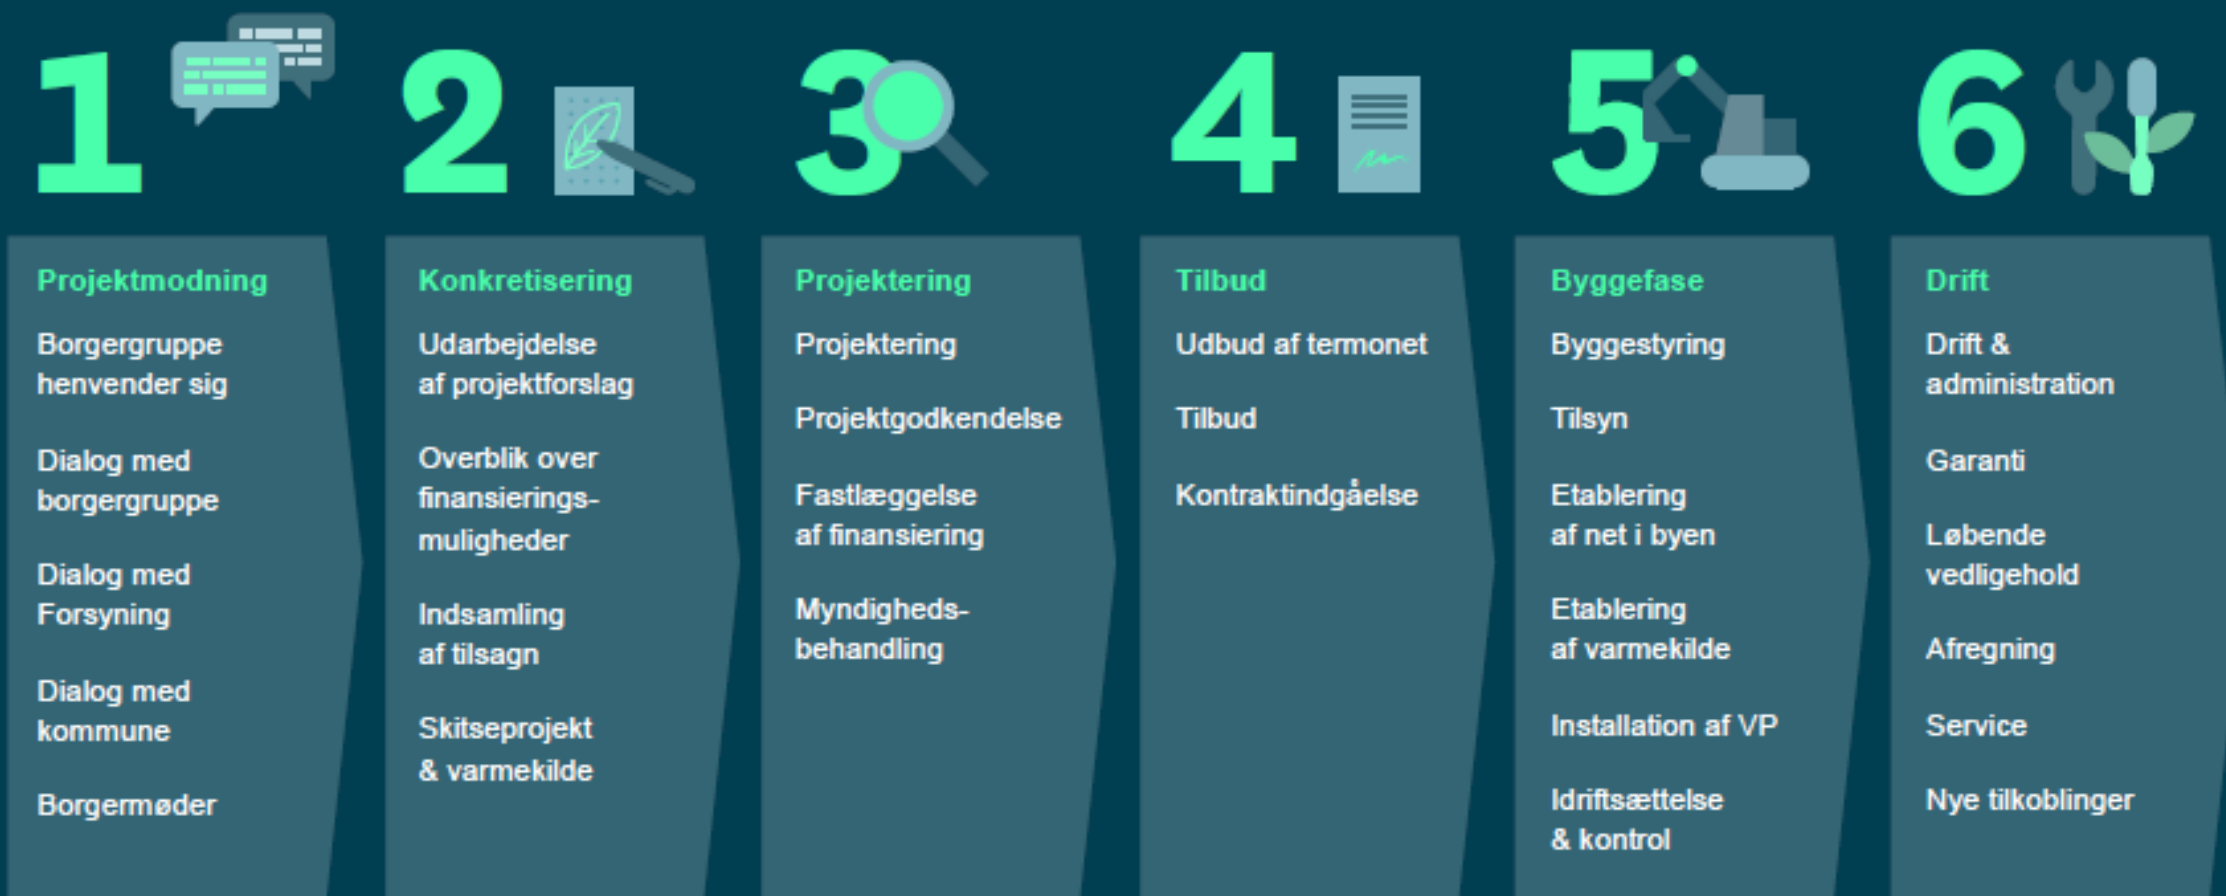 1
Projektmodning
Borgergruppe
henvender sig
Dialog med
borgergruppe
Dialog med
Forsyning
Dialog med
kommune
Borgermøder
2
Konkretisering
Udarbejdelse
af projektforslag
Overblik over
finansierings-
muligheder
Indsamling
af tilsagn
Skitseprojekt
& varmekilde
3
Projektering
Projektering
Projektgodkendelse
Fastlæggelse
af finansiering
Myndigheds-
behandling
4
Tilbud
Udbud af termonet
Tilbud
Kontraktindgåelse
5
Byggefase
Byggestyring
Tilsyn
Etablering
af net i byen
Etablering
af varmekilde
Installation af VP
Idriftsættelse
& kontrol
6
Drift
Drift &
administration
Garanti
Løbende
vedligehold
Afregning
Service
Nye tilkoblinger